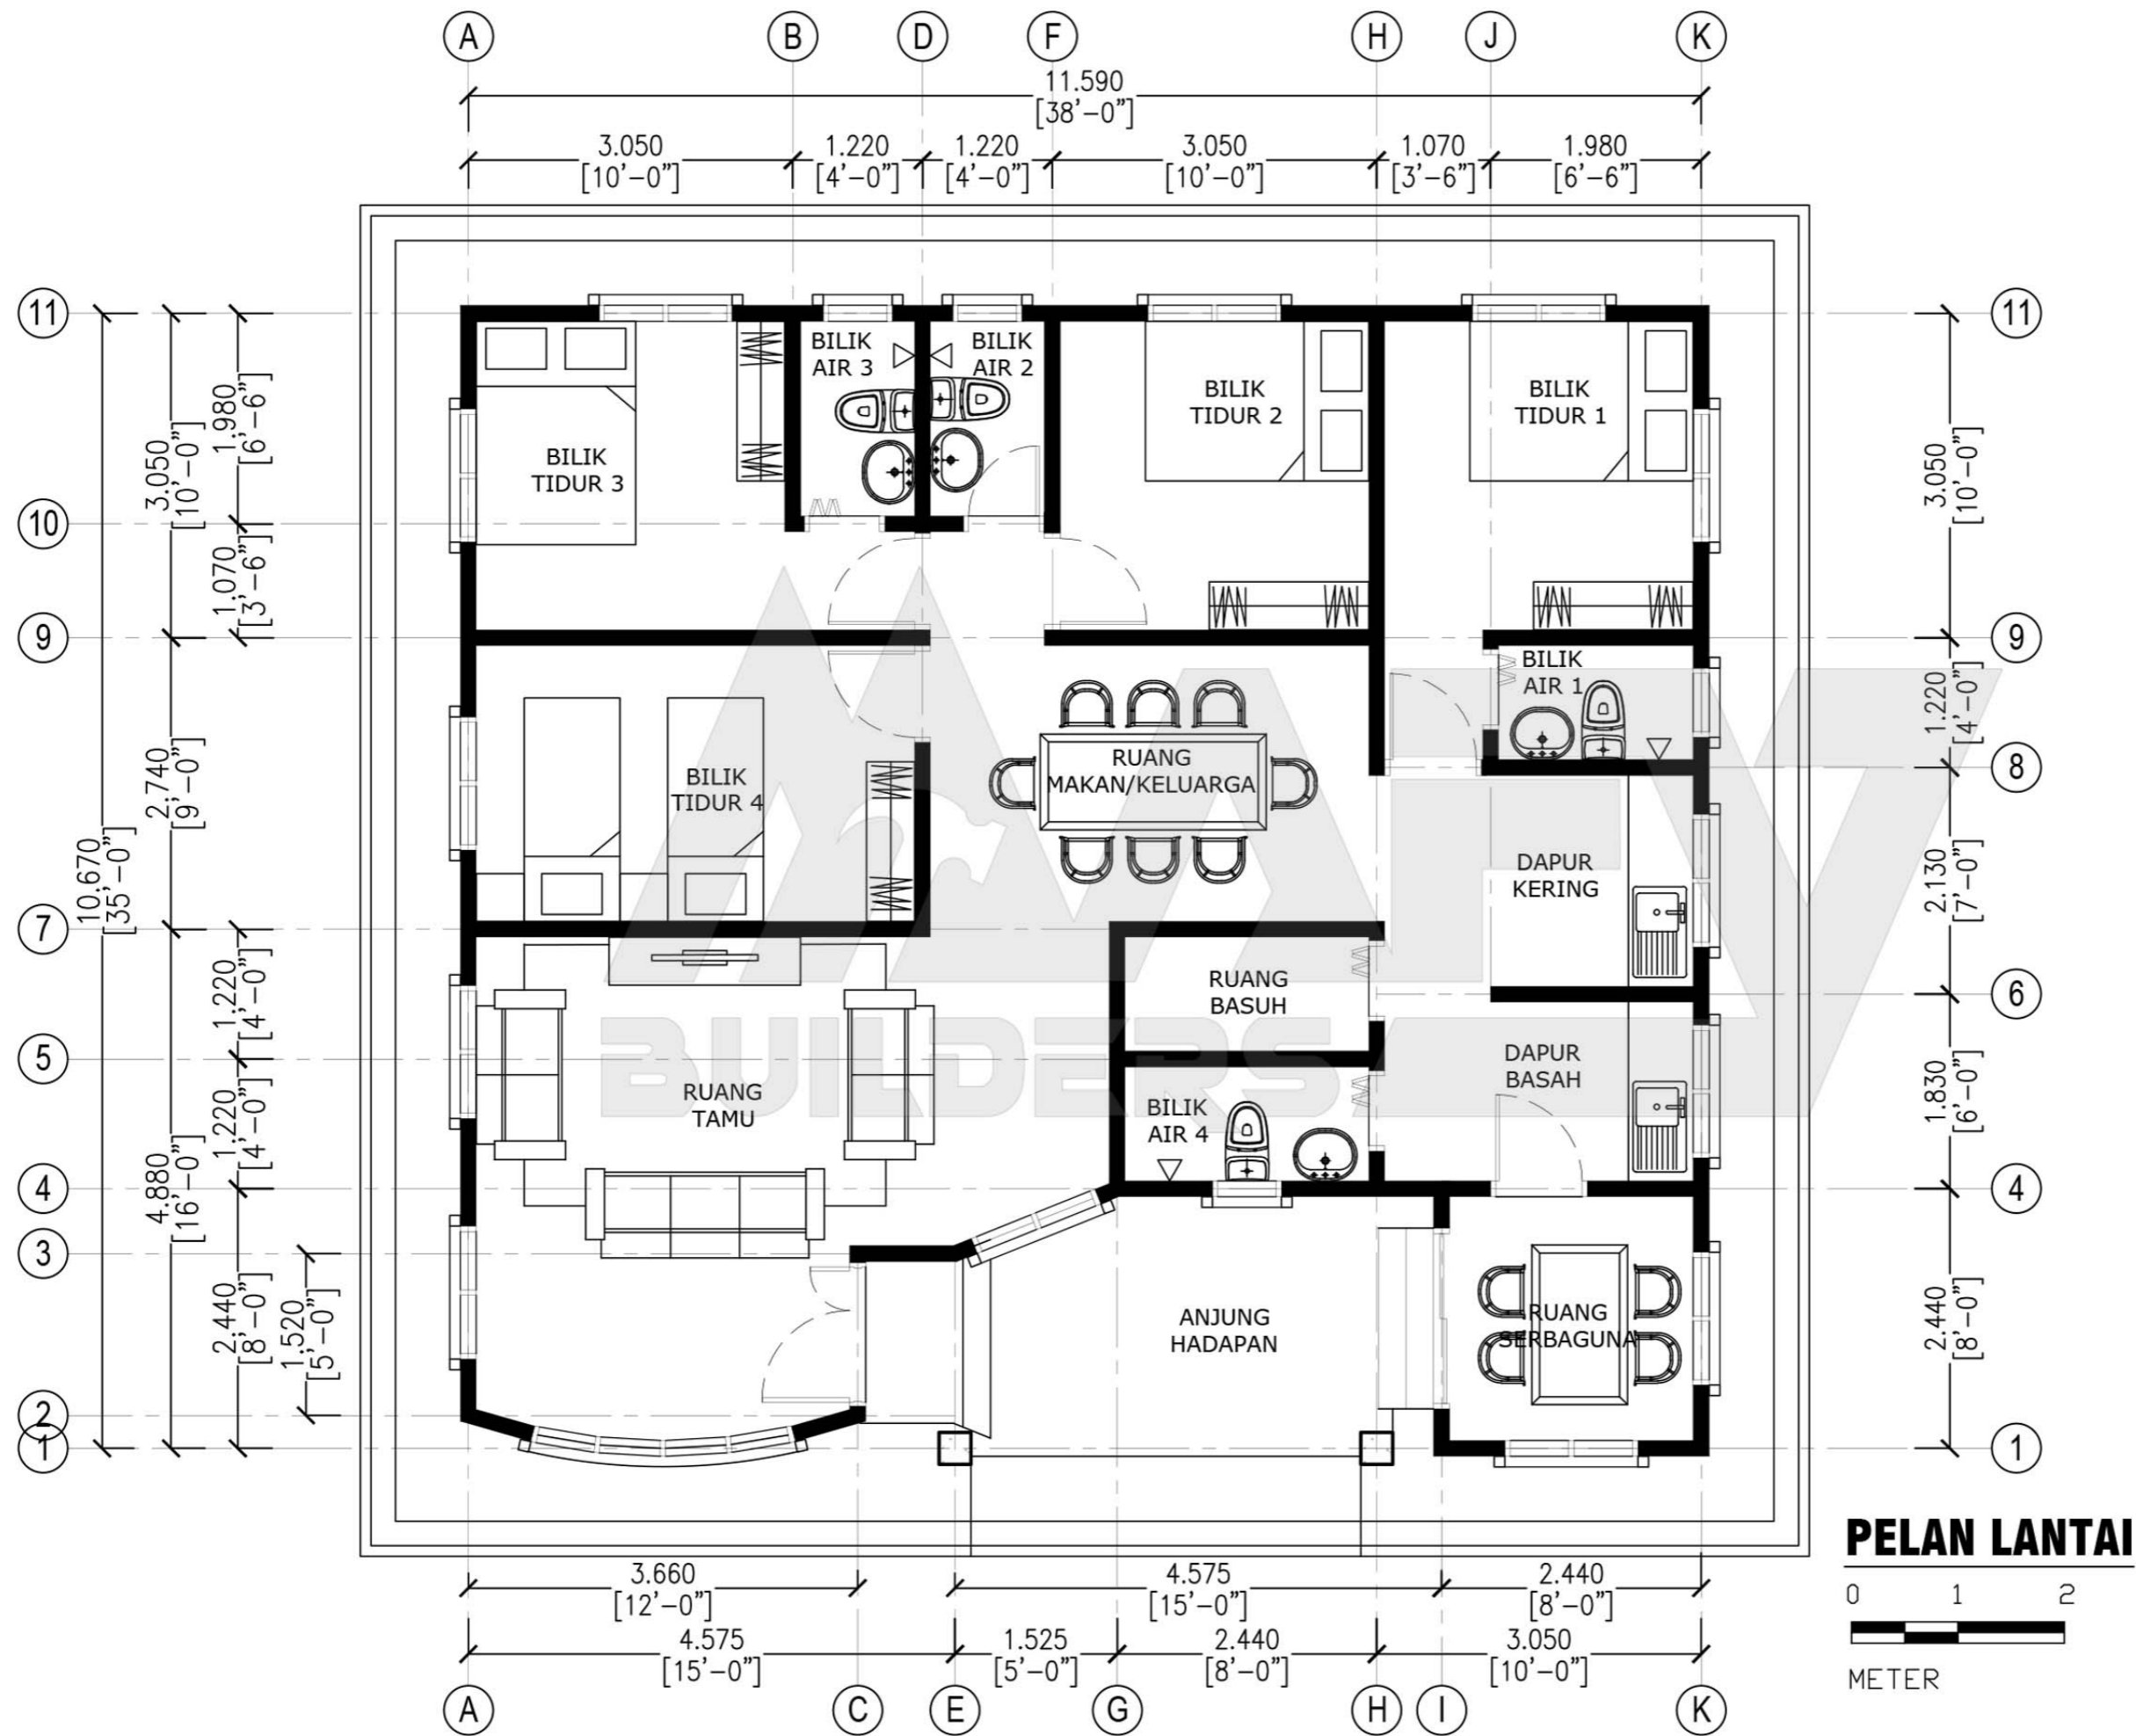 A B D F H J K
11.590
[38'-0"]
3.050 1.220 1.220 3.050 1.070 1.980
[10'-0"] [4'-0"] [4'-0"] [10'-0"] [3'-6"] [6'-6"]
11
10
9
7
5
4
3
2
1
10.670
[35'-0"]
3.050
[10'-0"]
2.740
[9'-0"]
4.880
[16'-0"]
1.980
[6'-6"]
1.070
[3'-6"]
1.220
[4'-0"]
1.220
[4'-0"]
2.440
[8'-0"]
1.520
[5'-0"]
BILIK
TIDUR 3
BILIK
AIR 3
BILIK
AIR 2
BILIK
TIDUR 2
BILIK
TIDUR 1
BILIK
AIR 1
BILIK
TIDUR 4
RUANG
MAKAN/KELUARGA
DAPUR
KERING
RUANG
BASUH
DAPUR
BASAH
RUANG
TAMU
BILIK
AIR 4
ANJUNG
HADAPAN
RUANG
SERBAGUNA
BUILDERS
11
9
8
6
4
1
3.050
[10'-0"]
1.220
[4'-0"]
2.130
[7'-0"]
1.830
[6'-0"]
2.440
[8'-0"]
3.660 4.575 2.440
[12'-0"] [15'-0"] [8'-0"]
4.575 1.525 2.440 3.050
[15'-0"] [5'-0"] [8'-0"] [10'-0"]
A C E G H I K
PELAN LANTAI
0 1 2
METER